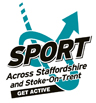 SPORT
Across Staffordshire
and Stoke-On-Trent
GET ACTIVE